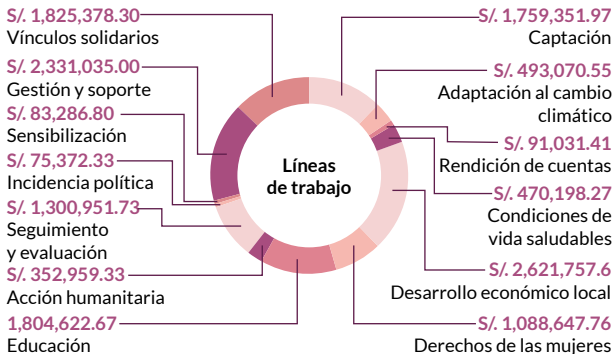 S/. 1,825,378.30
Vínculos solidarios
S/. 2,331,035.00
Gestión y soporte
S/. 83,286.80
Sensibilización
S/. 75,372.33
Incidencia política
S/. 1,300,951.73
Seguimiento
y evaluación
S/. 352,959.33
Acción humanitaria
1,804,622.67
Educación
Líneas
de trabajo
S/. 1,759,351.97
Captación
S/. 493,070.55
Adaptación al cambio
climático
S/. 91,031.41
Rendición de cuentas
S/. 470,198.27
Condiciones de
vida saludables
S/. 2,621,757.6
Desarrollo económico local
S/. 1,088,647.76
Derechos de las mujeres